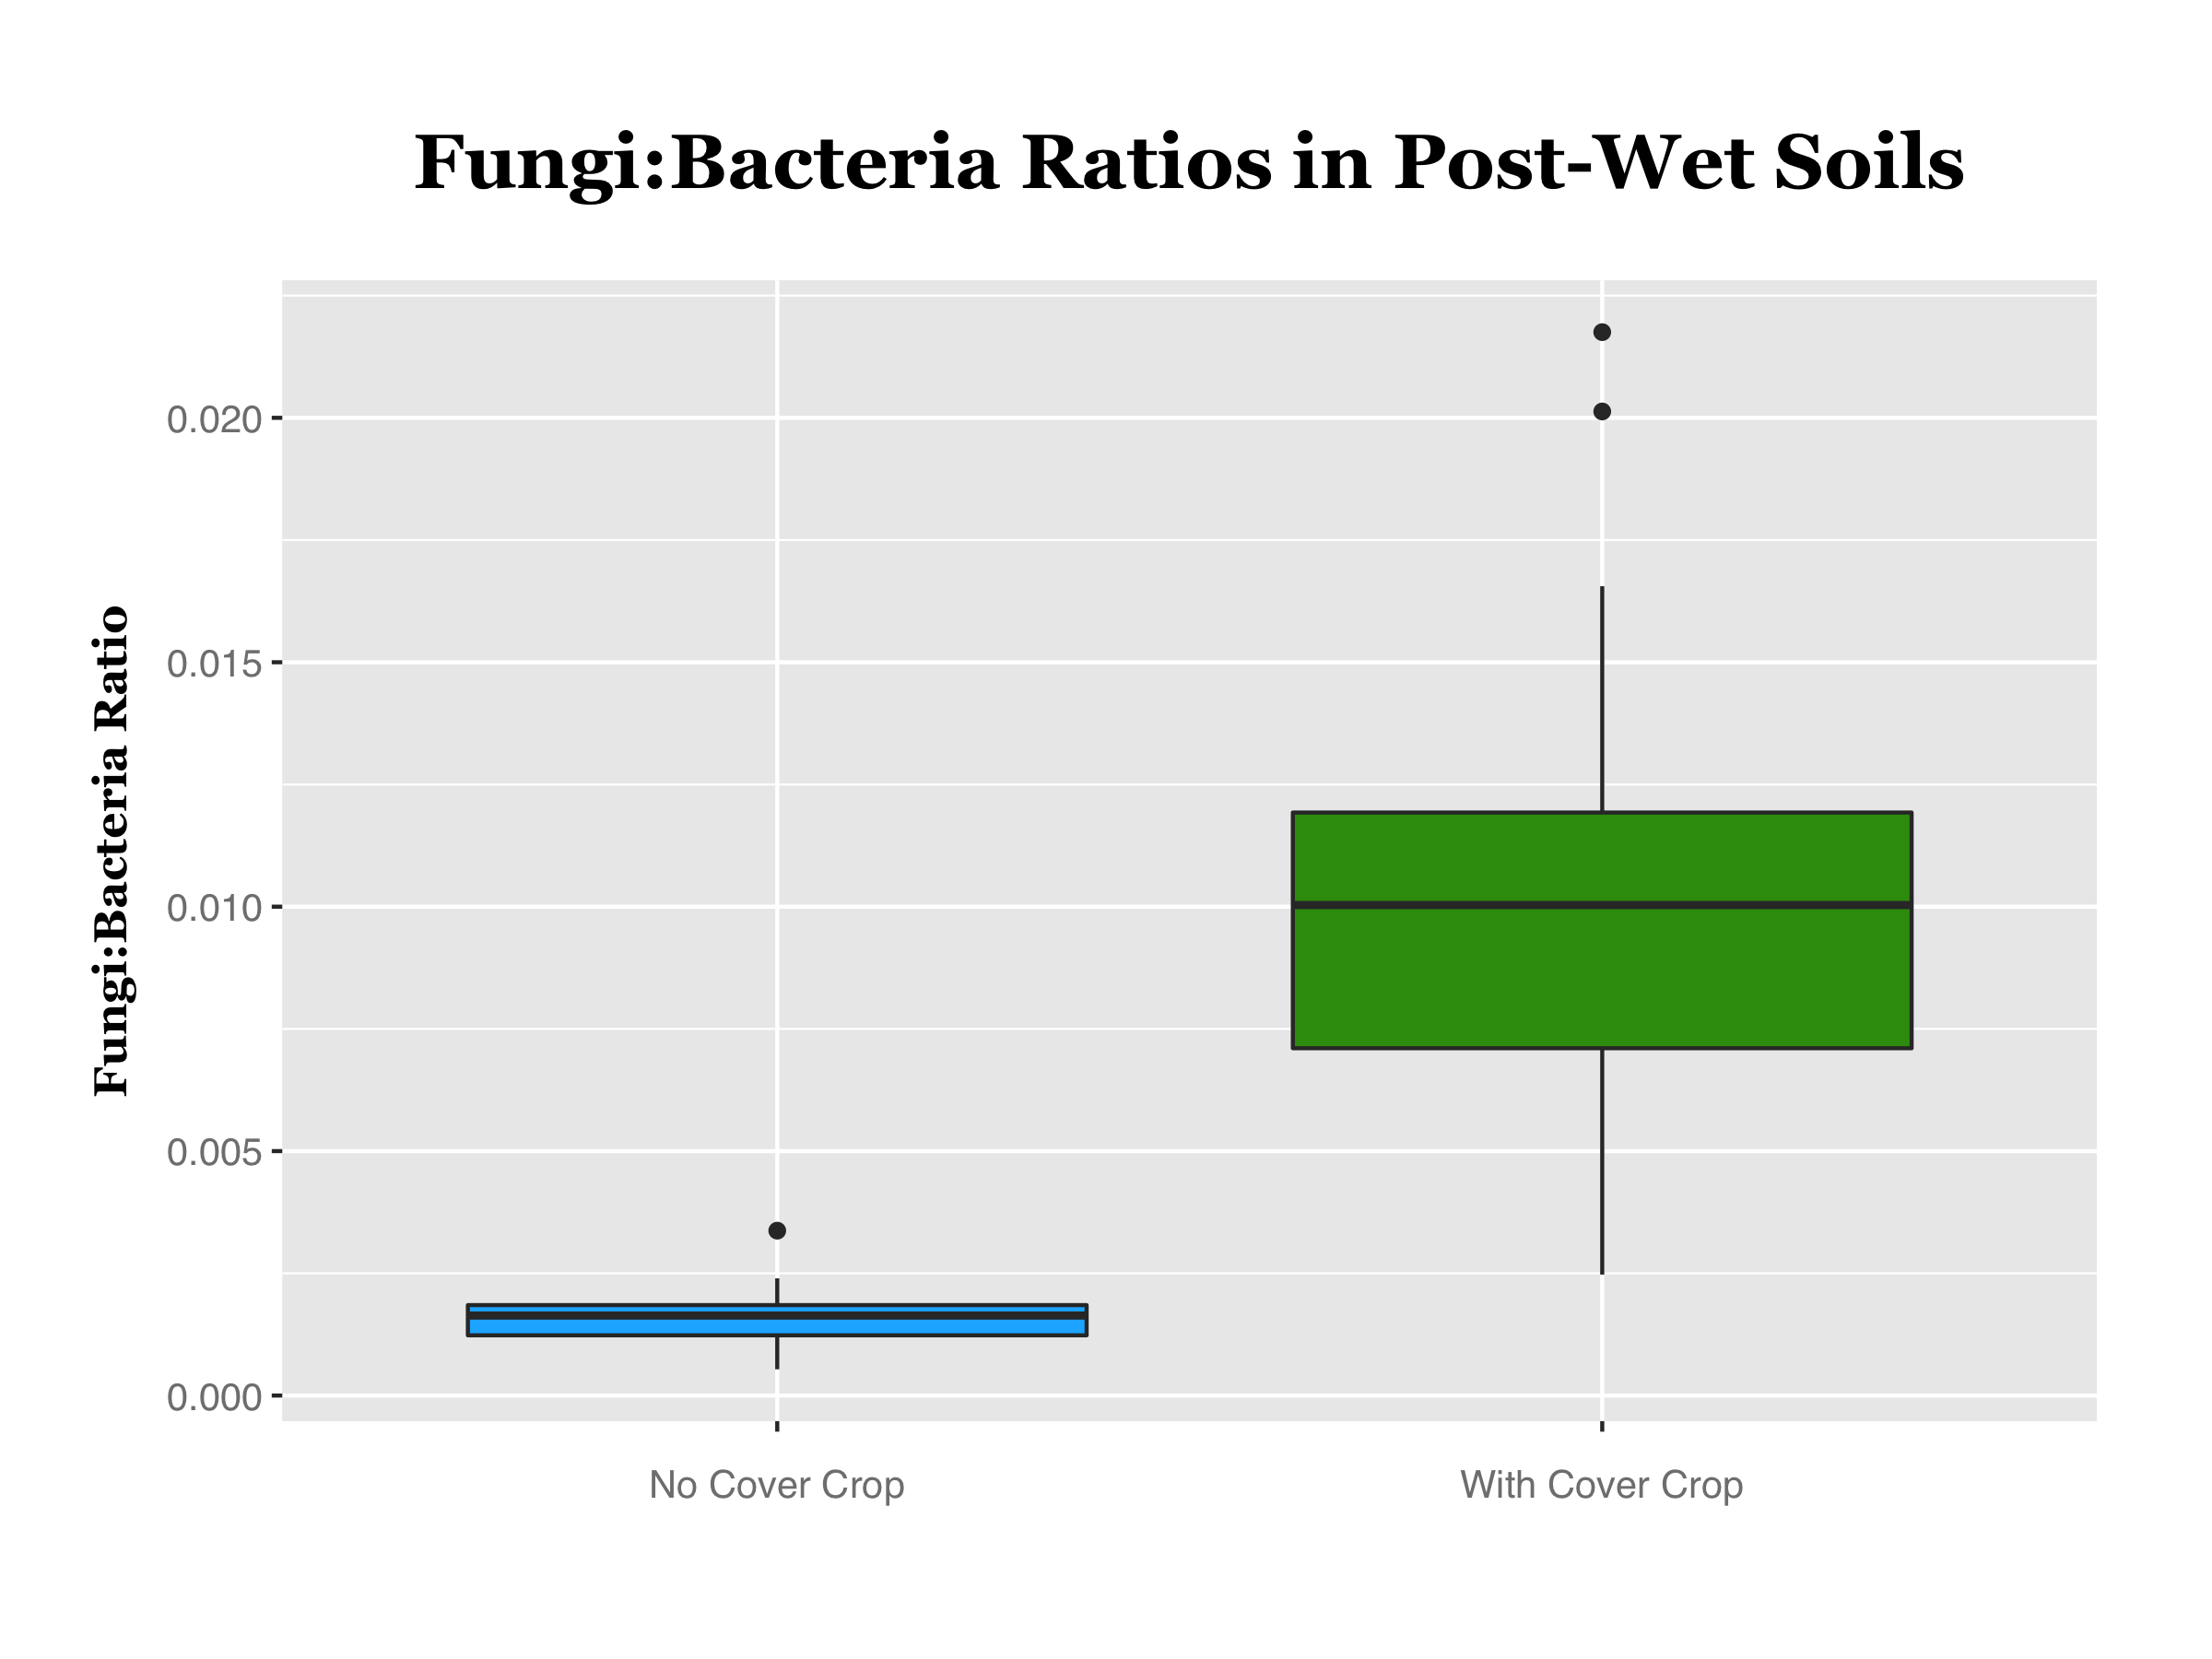 Fungi:Bacteria Ratios in Post-Wet Soils
Fungi:Bacteria Ratio
0.020
0.015
0.010
0.005
0.000
No Cover Crop
With Cover Crop